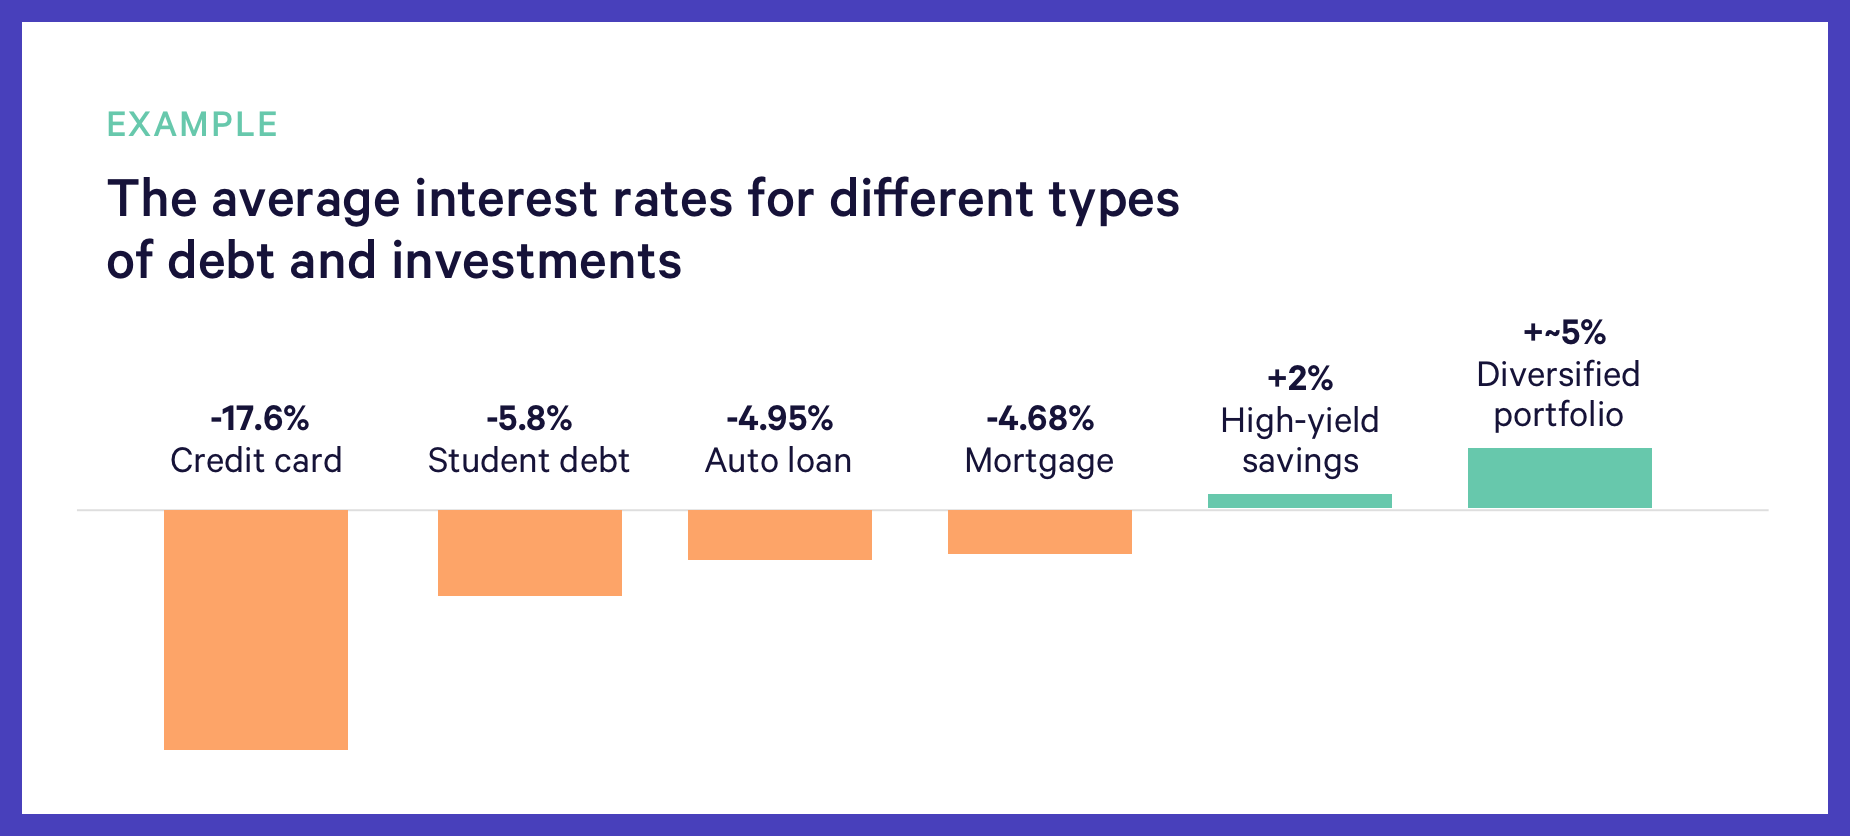 EXAMPLE
The average interest rates for different types
of debt and investments
-17.6%
Credit card
-5.8%
Student debt
-4.95%
Auto loan
-4.68%
Mortgage
+2%
High-yield
savings
+~5%
Diversified
portfolio